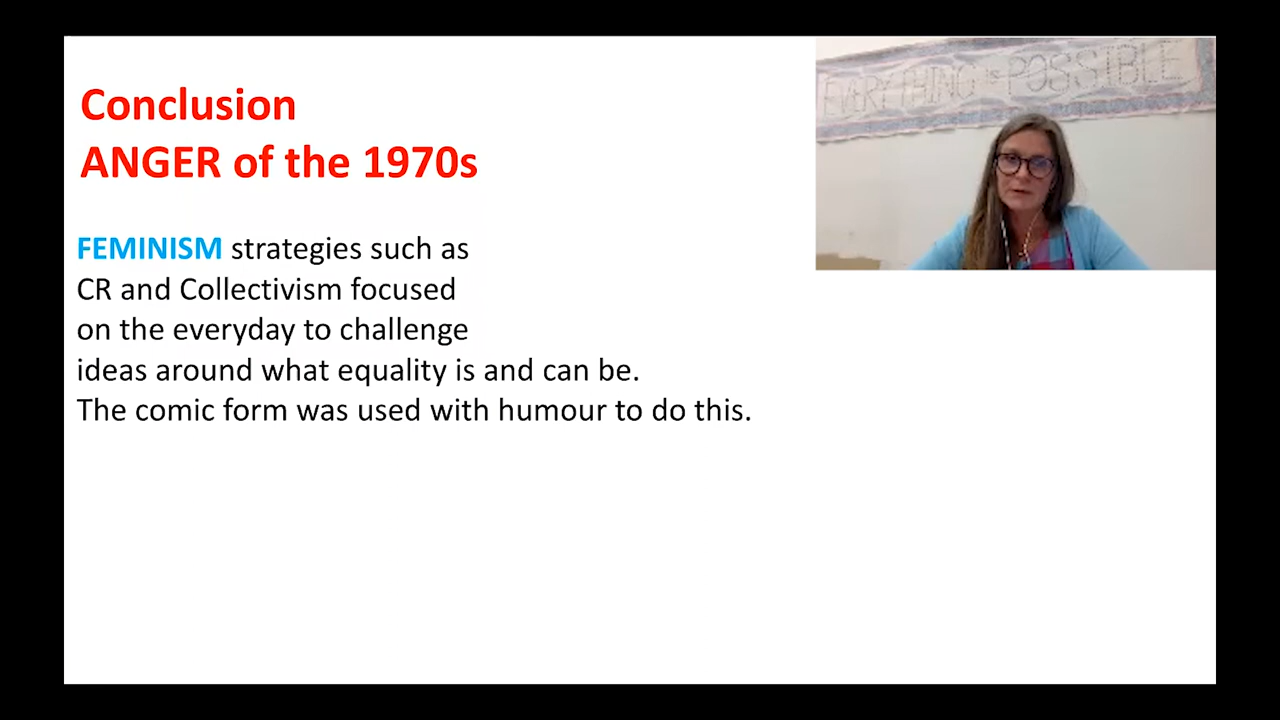 Conclusion
ANGER of the 1970s
FEMINISM strategies such as
CR and Collectivism focused
on the everyday to challenge
ideas around what equality is and can be.
The comic form was used with humour to do this.
EVERYTHING is POSSIBLE